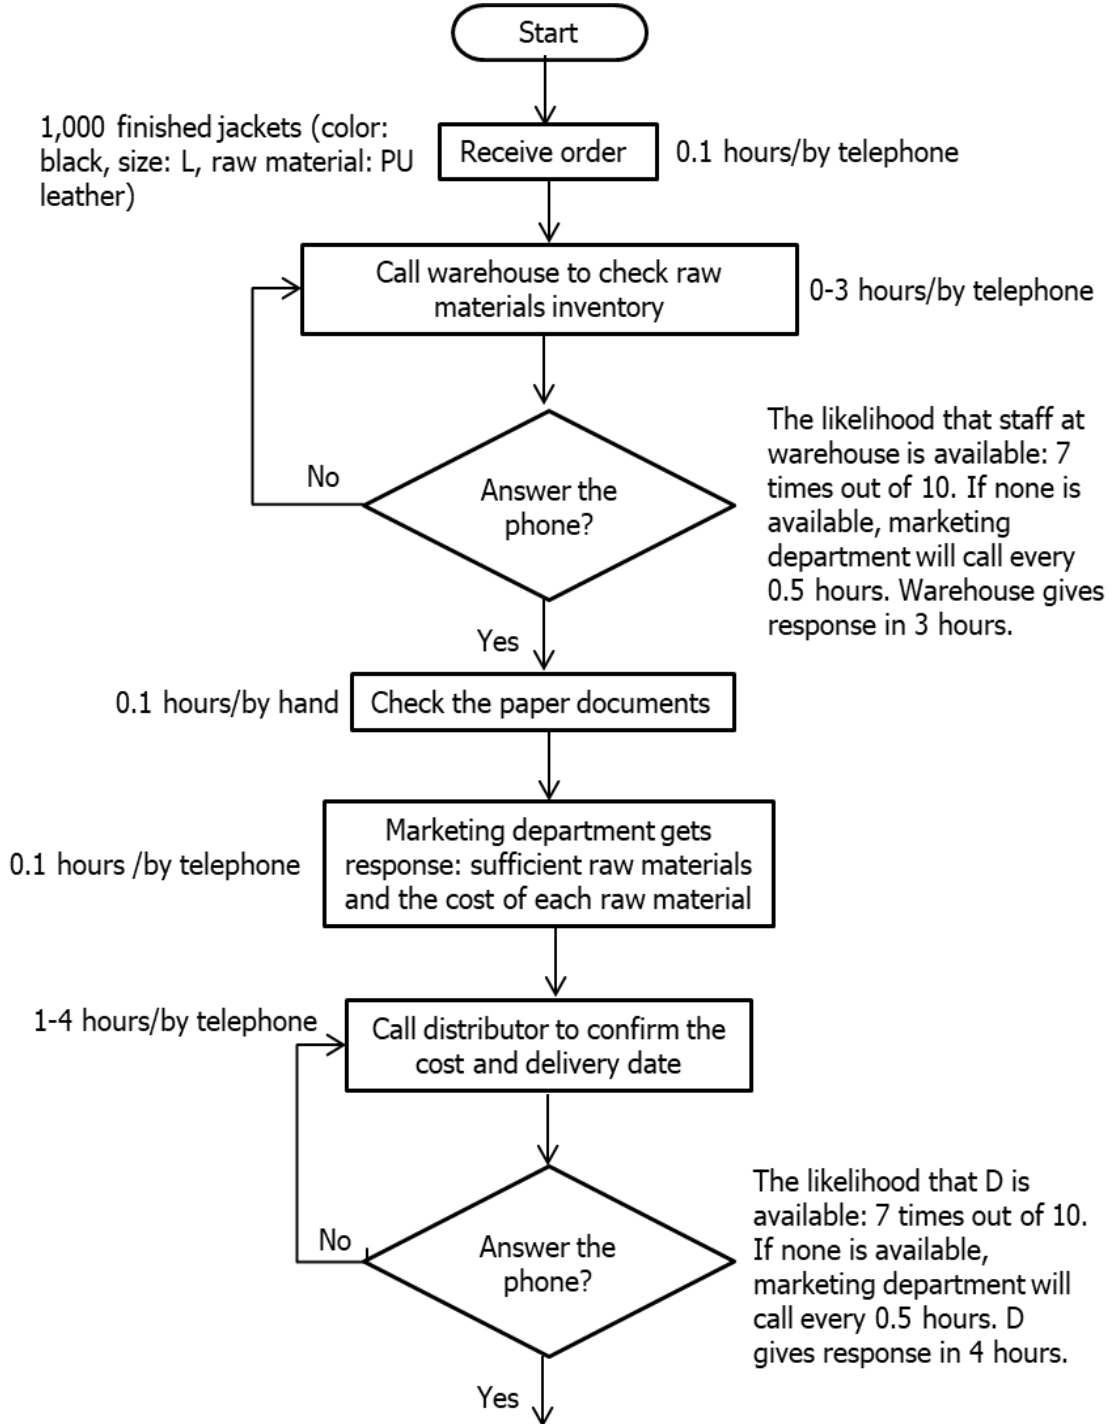 Start
1,000 finished jackets (color:
black, size: L, raw material: PU
leather)
Receive order
0.1 hours/by telephone
Call warehouse to check raw
materials inventory
0-3 hours/by telephone
No
Answer the
phone?
The likelihood that staff at
warehouse is available: 7
times out of 10. If none is
available, marketing
department will call every
0.5 hours. Warehouse gives
response in 3 hours.
Yes
0.1 hours/by hand
Check the paper documents
0.1 hours /by telephone
Marketing department gets
response: sufficient raw materials
and the cost of each raw material
1-4 hours/by telephone
Call distributor to confirm the
cost and delivery date
No
Answer the
phone?
The likelihood that D is
available: 7 times out of 10.
If none is available,
marketing department will
call every 0.5 hours. D
gives response in 4 hours.
Yes